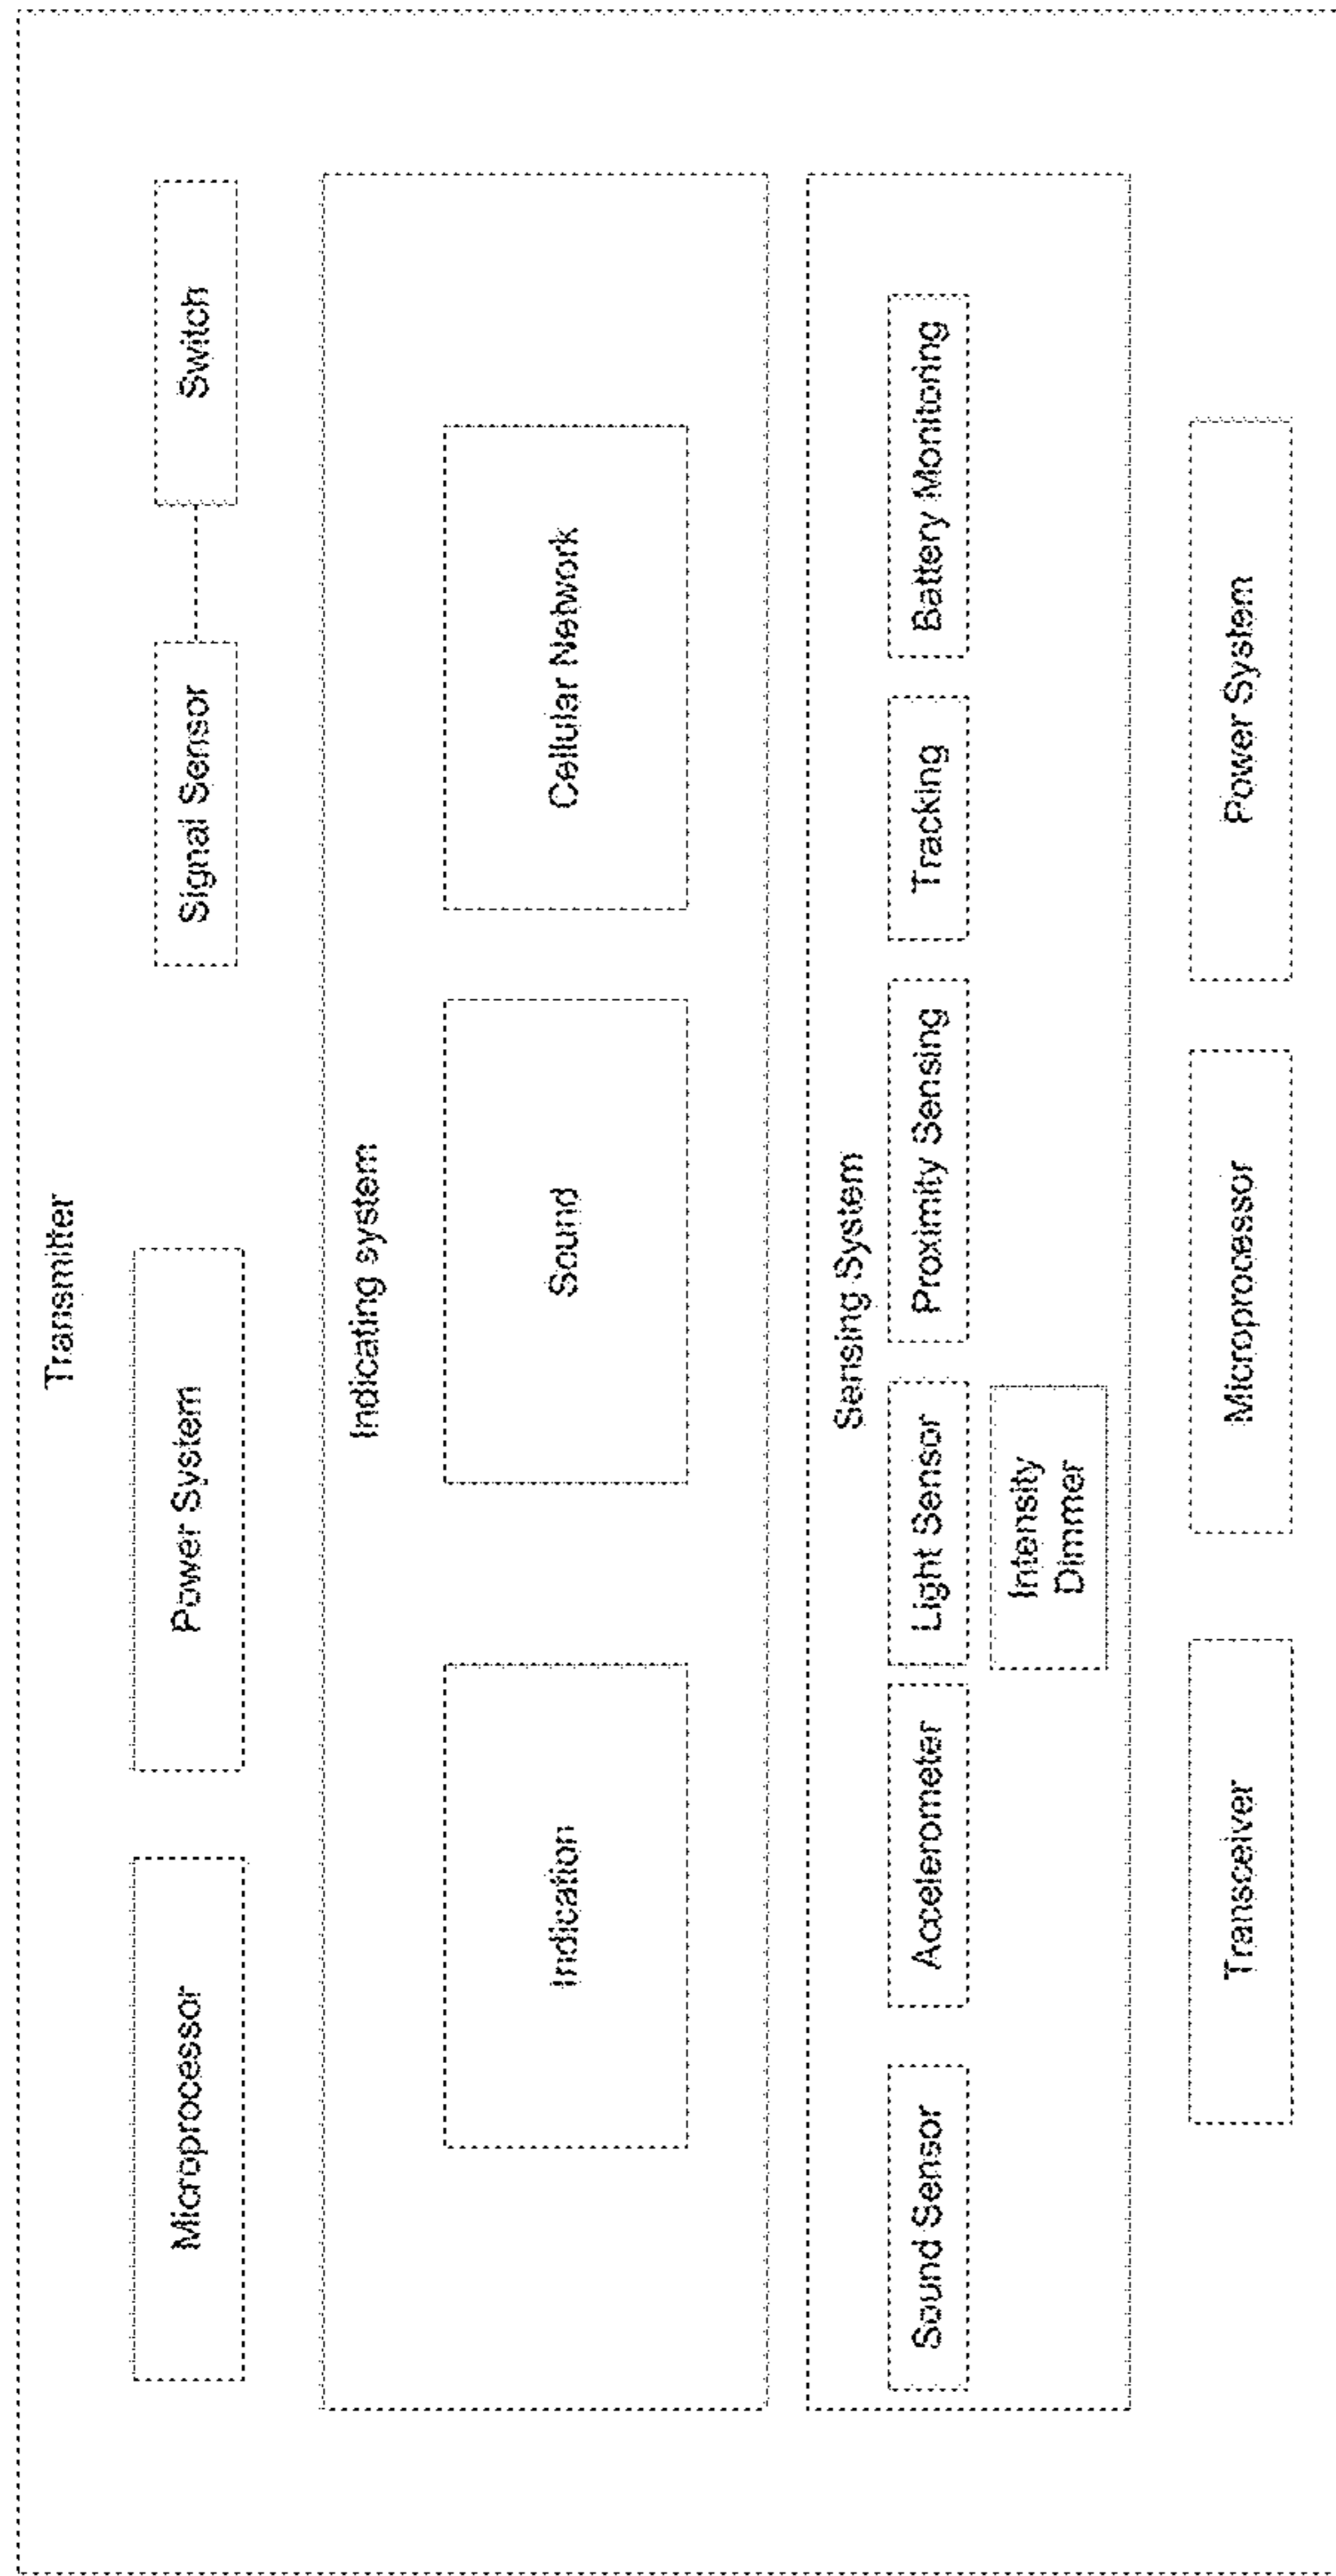 Transmitter
Microprocessor
Power System
Signal Sensor
Switch
Indicating system
Indication
Sound
Cellular Network
Sensing System
Sound Sensor
Accelerometer
Light Sensor
Proximity Sensing
Tracking
Battery Monitoring
Intensity
Dimmer
Transceiver
Microprocessor
Power System